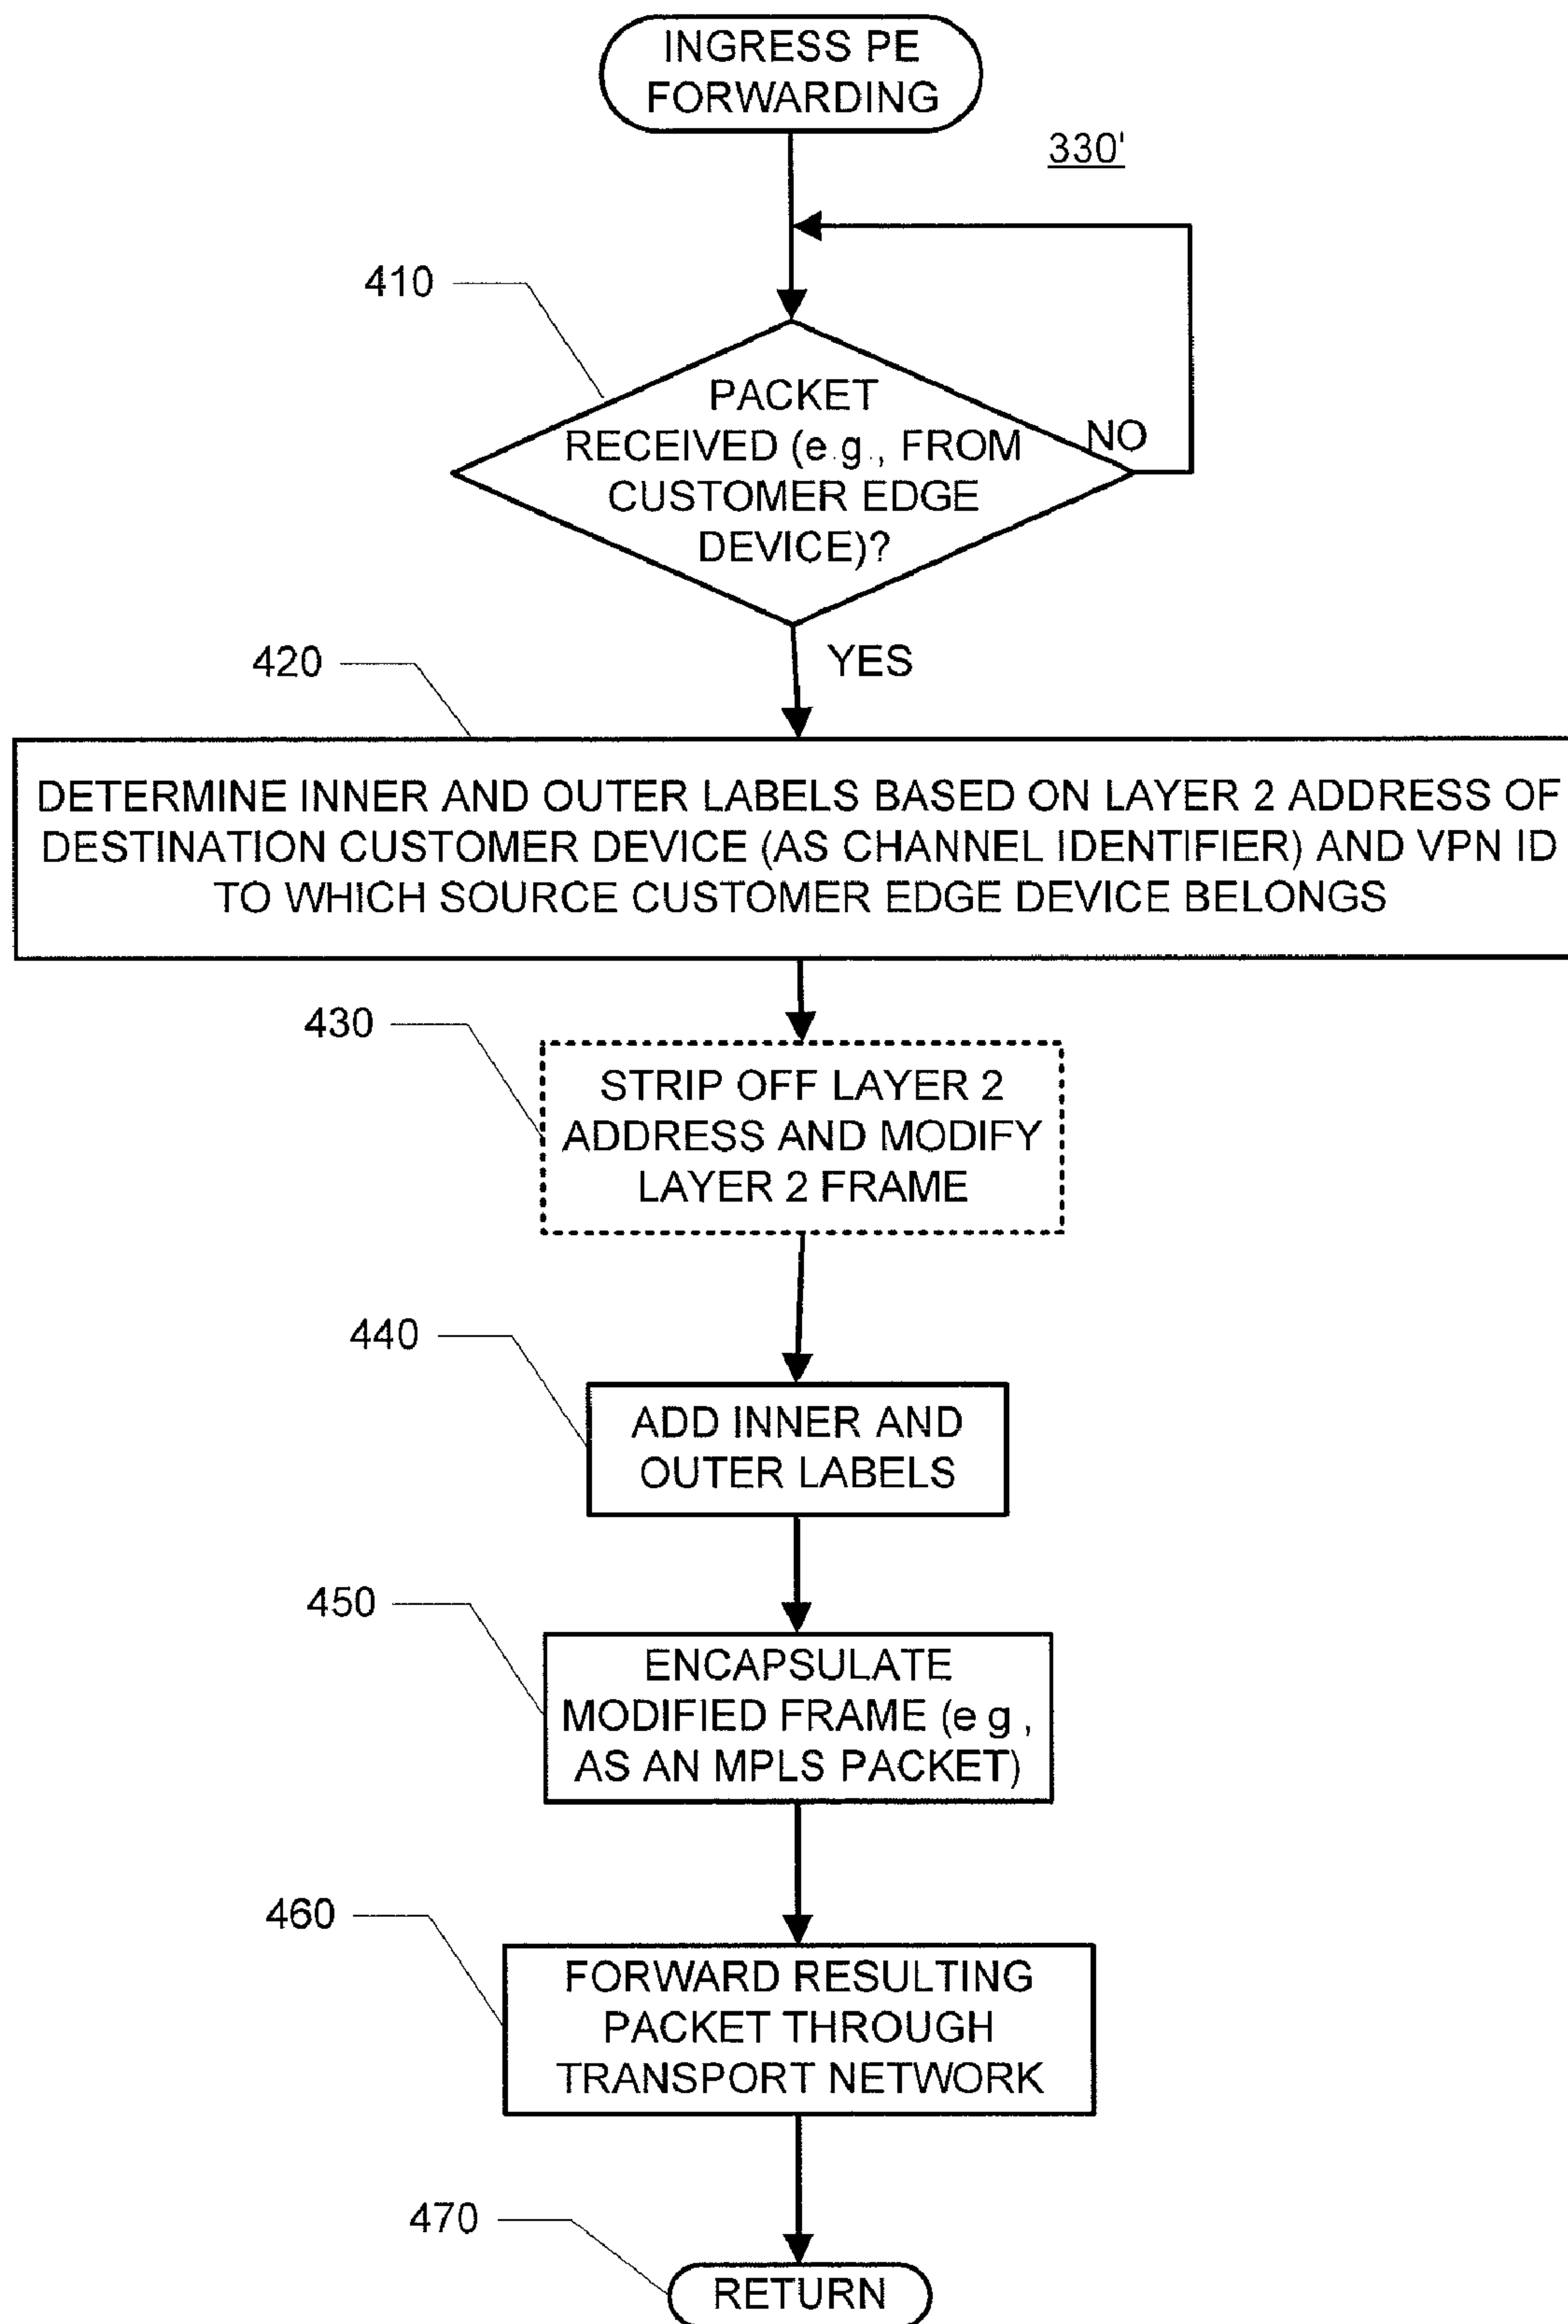 INGRESS PE
FORWARDING
330'
410
PACKET
RECEIVED (e.g., FROM
CUSTOMER EDGE
DEVICE)?
NO
YES
420
DETERMINE INNER AND OUTER LABELS BASED ON LAYER 2 ADDRESS OF
DESTINATION CUSTOMER DEVICE (AS CHANNEL IDENTIFIER) AND VPN ID
TO WHICH SOURCE CUSTOMER EDGE DEVICE BELONGS
430
STRIP OFF LAYER 2
ADDRESS AND MODIFY
LAYER 2 FRAME
440
ADD INNER AND
OUTER LABELS
450
ENCAPSULATE
MODIFIED FRAME (e g ,
AS AN MPLS PACKET)
460
FORWARD RESULTING
PACKET THROUGH
TRANSPORT NETWORK
470
RETURN